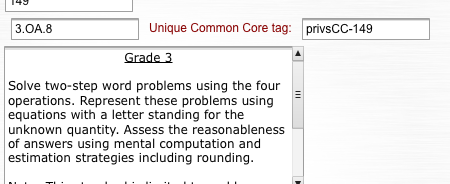 149
3.OA.8 Unique Common Core tag: privsCC-149
Grade 3
Solve two-step word problems using the four
operations. Represent these problems using
equations with a letter standing for the
unknown quantity. Assess the reasonableness
of answers using mental computation and
estimation strategies including rounding.